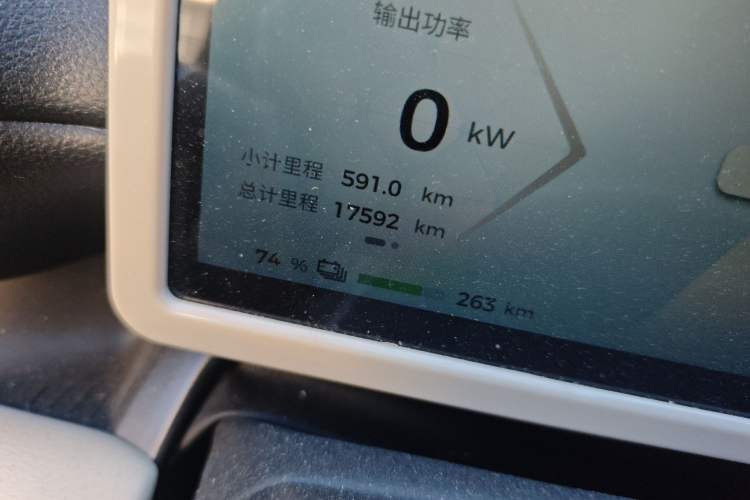 输出功率
0 kW
小计里程 591.0 km
总计里程 17592 km
74 % 263 km